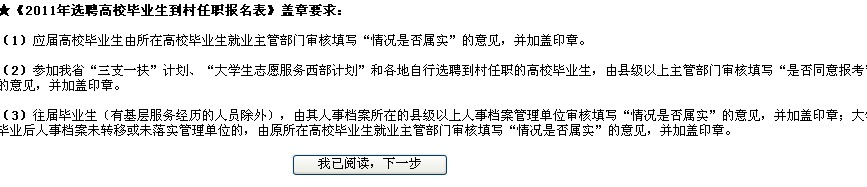 ★《2011年选聘高校毕业生到村任职报名表》盖章要求：
（1）应届高校毕业生由所在高校毕业生就业主管部门审核填写“情况是否属实”的意见，并加盖印章。
（2）参加我省“三支一扶”计划、“大学生志愿服务西部计划”和各地自行选聘到村任职的高校毕业生，由县级以上主管部门审核填写“是否同意报考”
的意见，并加盖印章。
（3）往届毕业生（有基层服务经历的人员除外），由其人事档案所在的县级以上人事档案管理单位审核填写“情况是否属实”的意见，并加盖印章；大
毕业后人事档案未转移或未落实管理单位的，由原所在高校毕业生就业主管部门审核填写“情况是否属实”的意见，并加盖印章。
我已阅读，下一步